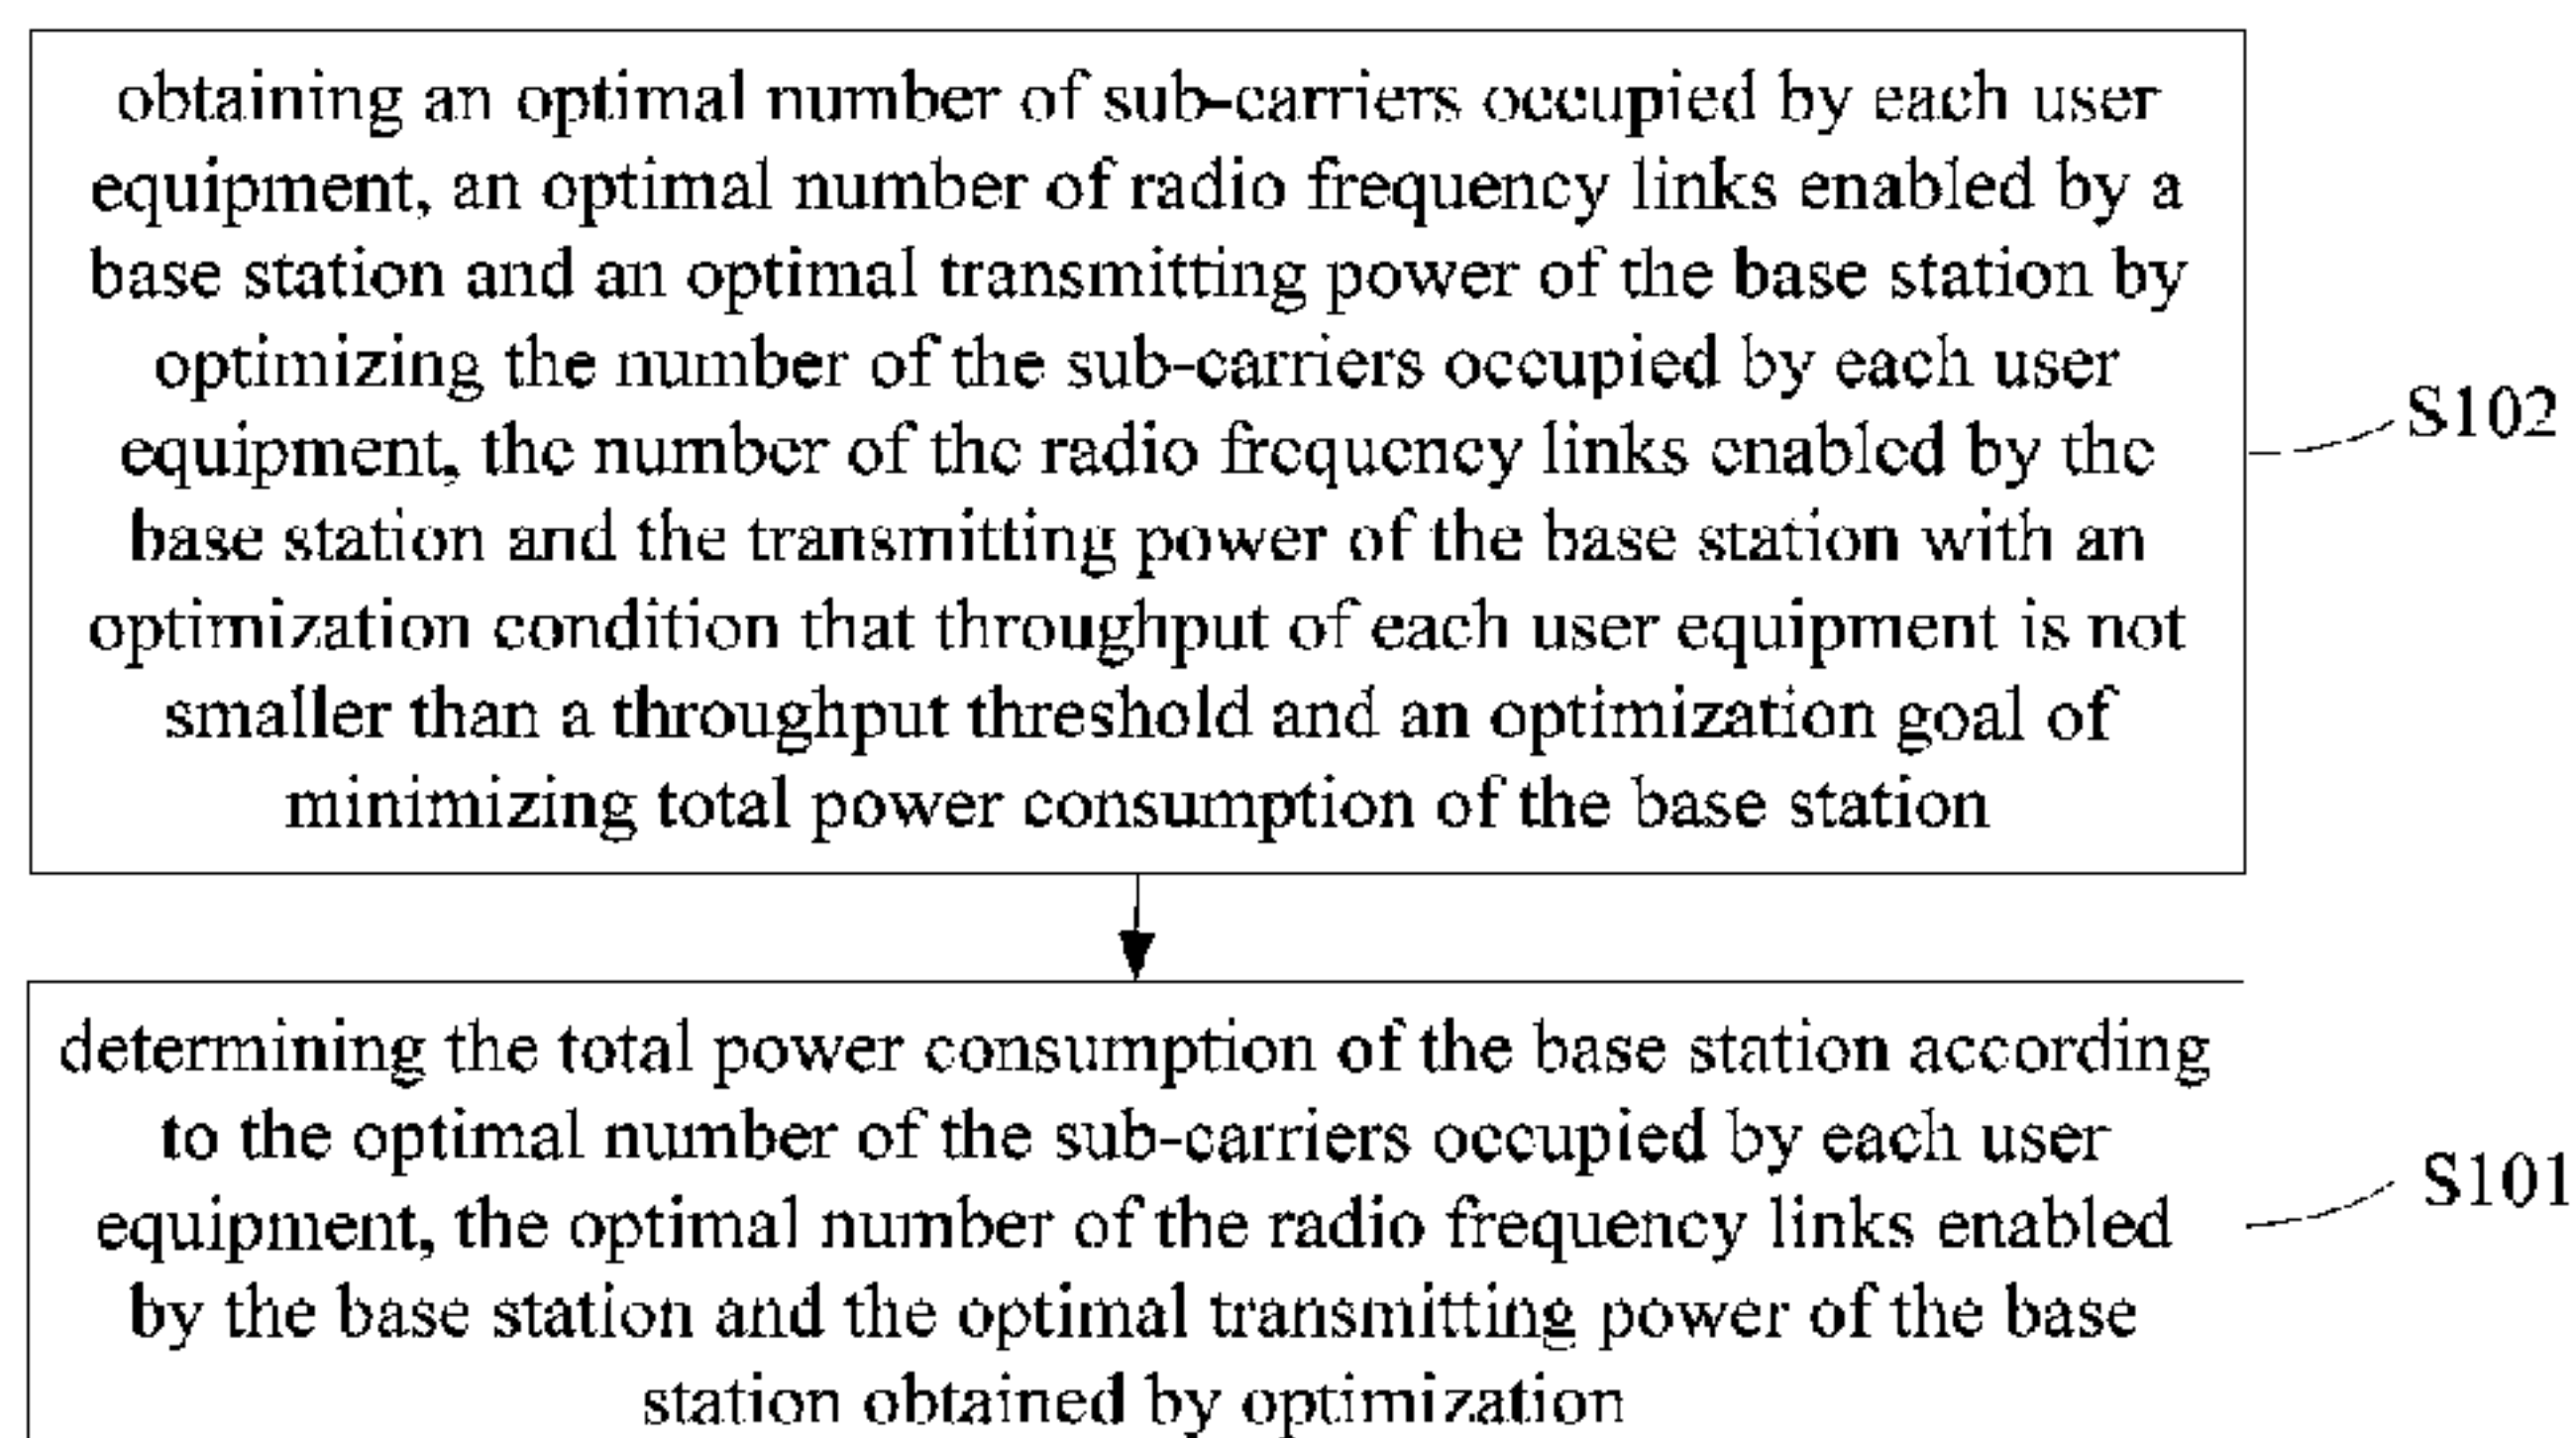 obtaining an optimal number of sub-carriers occupied by each user
equipment, an optimal number of radio frequency links enabled by a
base station and an optimal transmitting power of the base station by
optimizing the number of the sub-carriers occupied by each user
equipment, the number of the radio frequency links enabled by the
base station and the transmitting power of the base station with an
optimization condition that throughput of each user equipment is not
smaller than a throughput threshold and an optimization goal of
minimizing total power consumption of the base station
S102
determining the total power consumption of the base station according
to the optimal number of the sub-carriers occupied by each user
equipment, the optimal number of the radio frequency links enabled
by the base station and the optimal transmitting power of the base
station obtained by optimization
S101